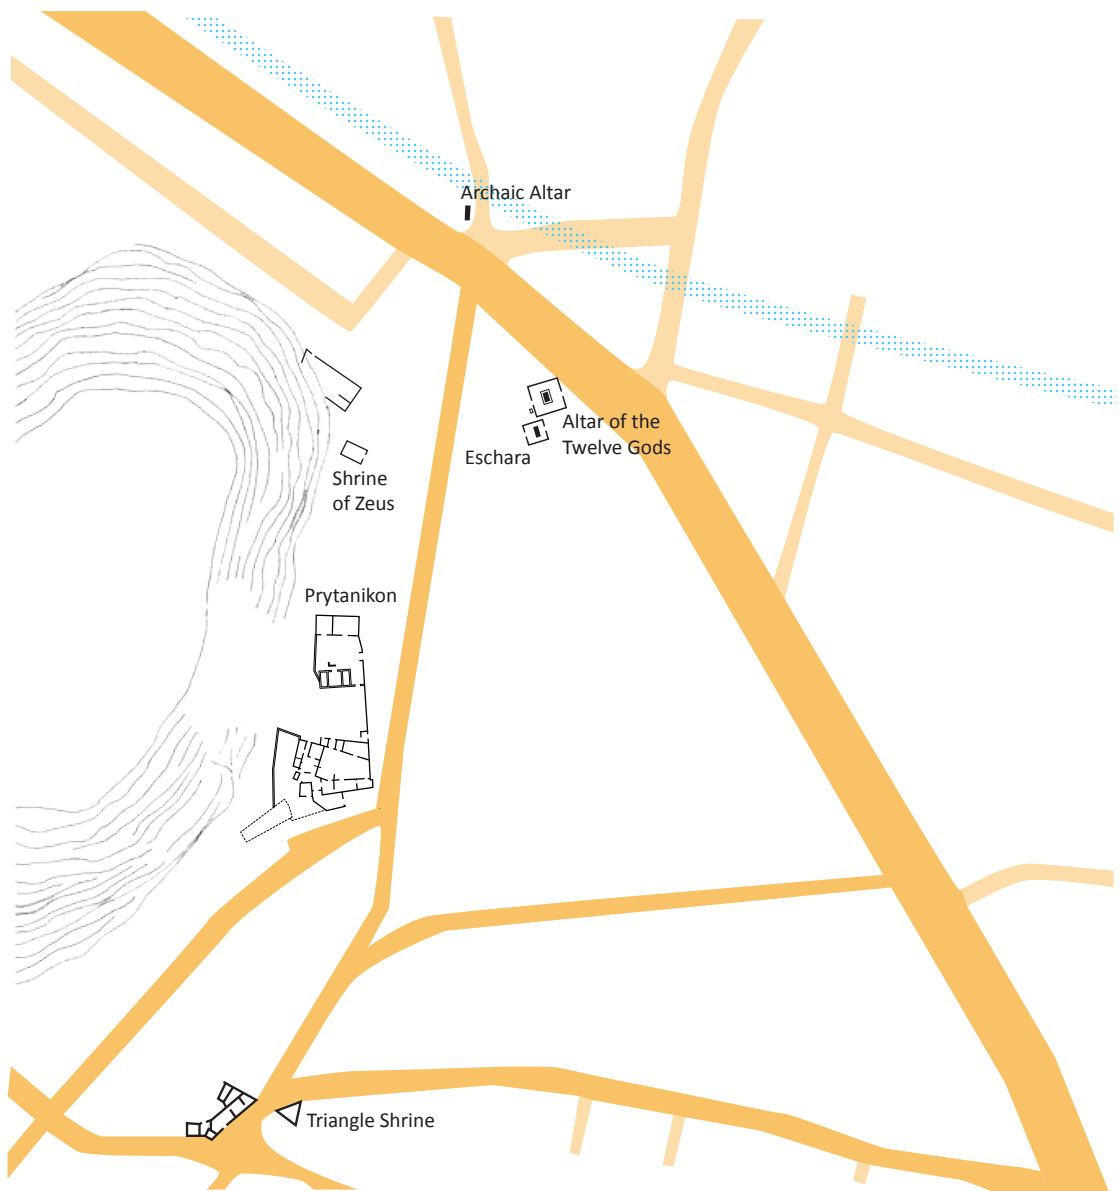 Archaic Altar
Altar of the
Twelve Gods
Eschara
Shrine
of Zeus
Prytanikon
Triangle Shrine